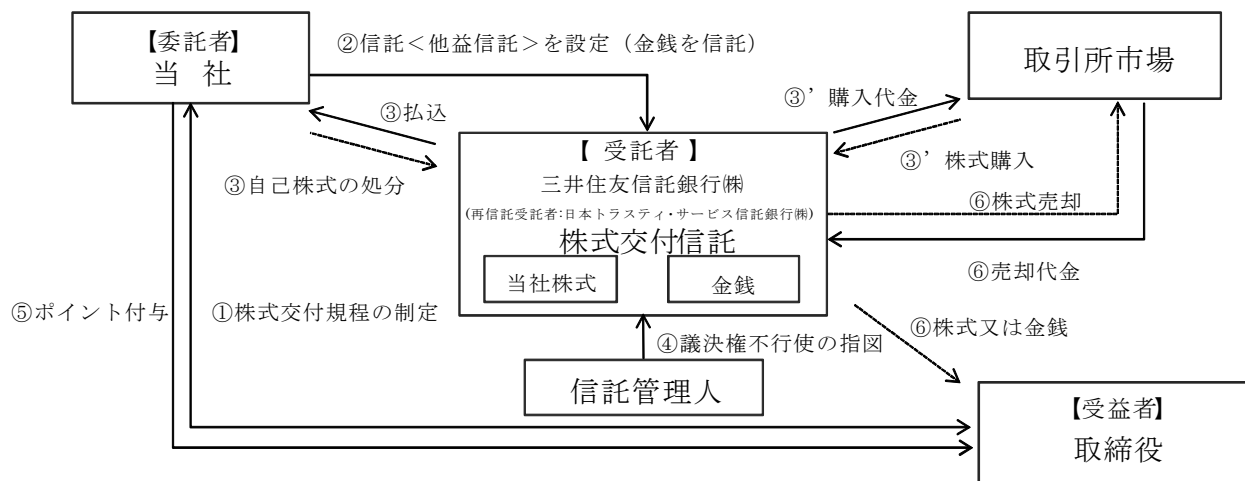 【委託者】
当 社
②信託<他益信託>を設定（金銭を信託）
取引所市場
③払込
③’購入代金
【 受託者 】
③’株式購入
③自己株式の処分
三井住友信託銀行㈱
⑥株式売却
(再信託受託者:日本トラスティ・サービス信託銀行㈱)
株式交付信託
当社株式
金銭
⑥売却代金
⑤ポイント付与
①株式交付規程の制定
⑥株式又は金銭
④議決権不行使の指図
信託管理人
【受益者】
取締役